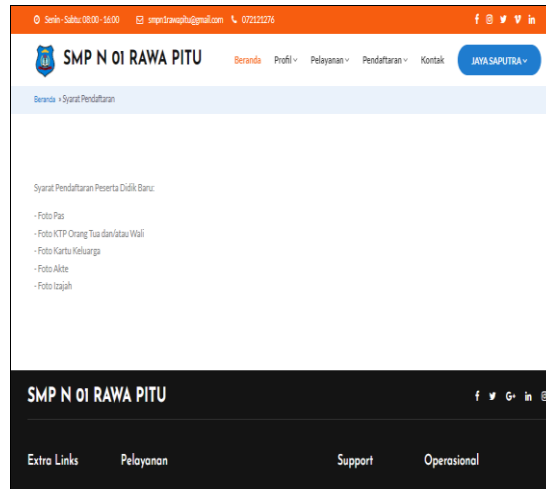 Senin - Sabtu: 08:00 - 16:00 smpn1rawapitu@gmail.com 072121276
SMP N 01 RAWA PITU
Beranda Profil Pelayanan Pendaftaran Kontak JAYA SAPUTRA
Beranda » Syarat Pendaftaran
Syarat Pendaftaran Peserta Didik Baru:
- Foto Pas
- Foto KTP Orang Tua dan/atau Wali
- Foto Kartu Keluarga
- Foto Akte
- Foto Izajah
SMP N 01 RAWA PITU
Extra Links Pelayanan Support Operasional